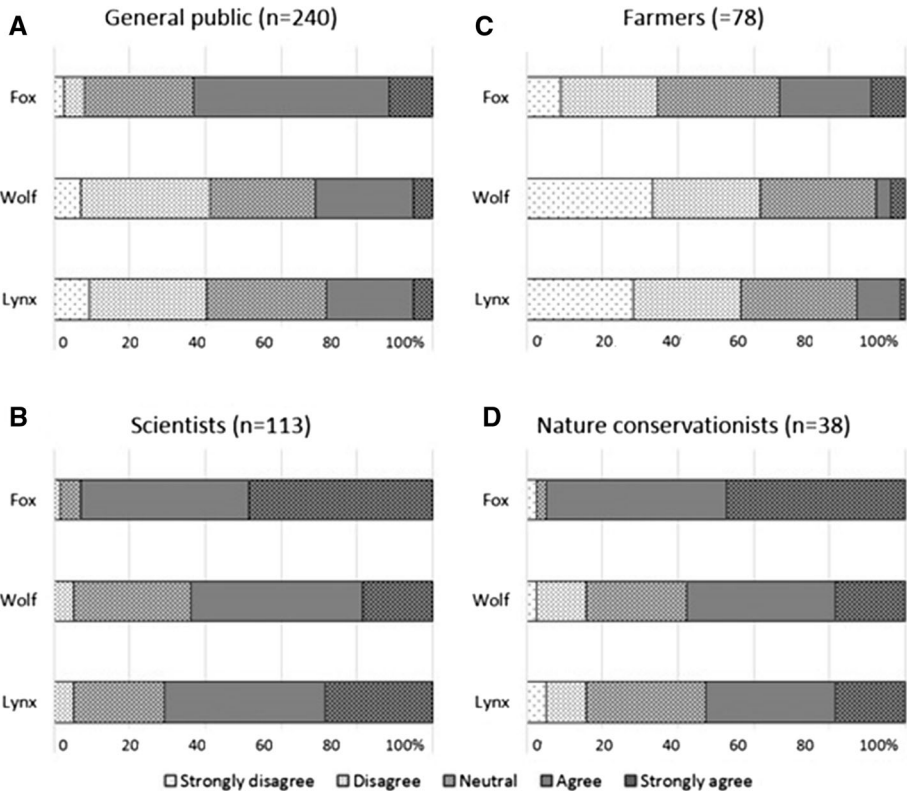 A General public (n=240)
Fox
Wolf
Lynx
0 20 40 60 80 100%
C Farmers (=78)
Fox
Wolf
Lynx
0 20 40 60 80 100%
B Scientists (n=113)
Fox
Wolf
Lynx
0 20 40 60 80 100%
D Nature conservationists (n=38)
Fox
Wolf
Lynx
0 20 40 60 80 100%
Strongly disagree Disagree Neutral Agree Strongly agree